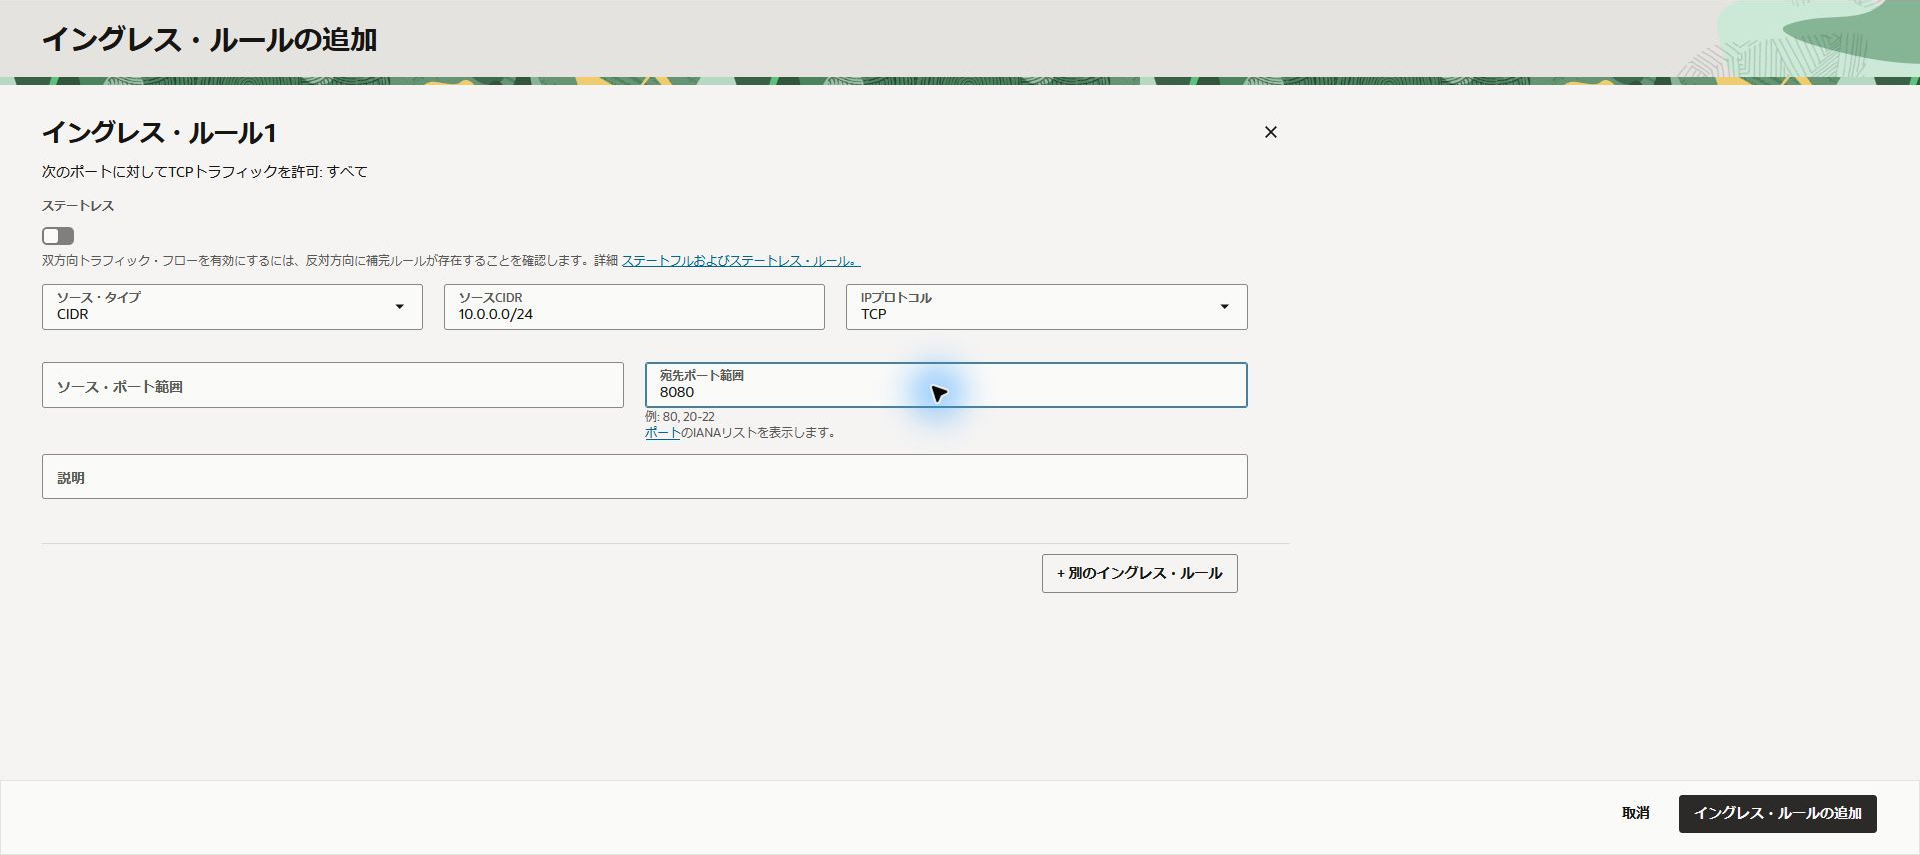 イングレス・ルールの追加
イングレス・ルール1
次のポートに対してTCPトラフィックを許可: すべて
ステートレス
双方向トラフィック・フローを有効にするには、反対方向に補完ルールが存在することを確認します。詳細 ステートフルおよびステートレス・ルール。
ソース・タイプ
CIDR
ソースCIDR
10.0.0.0/24
IPプロトコル
TCP
ソース・ポート範囲
宛先ポート範囲
8080
例: 80, 20-22
ポートのIANAリストを表示します。
説明
+ 別のイングレス・ルール
取消
イングレス・ルールの追加